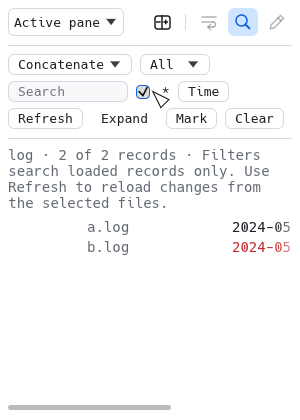 Active pane
Concatenate All
Search * Time
Refresh Expand Mark Clear
log · 2 of 2 records · Filters
search loaded records only. Use
Refresh to reload changes from
the selected files.
a.log 2024-05
b.log 2024-05